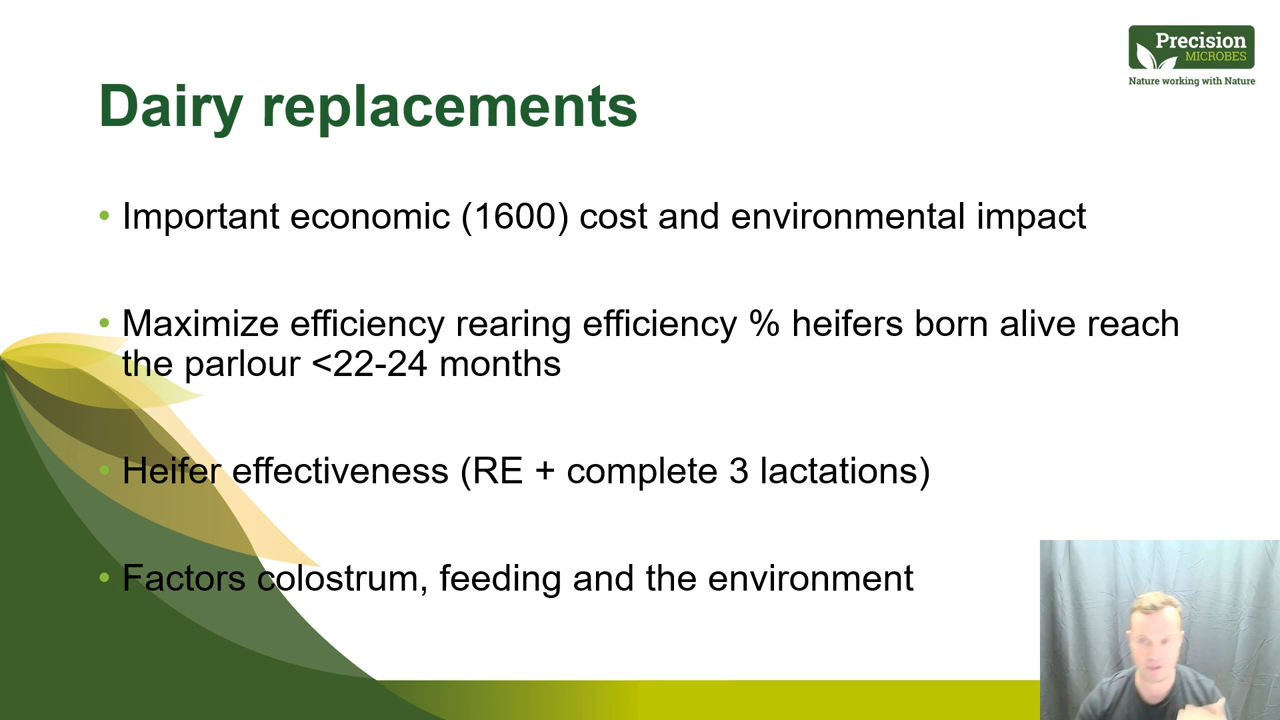 Precision
MICROBES
Nature working with Nature
Dairy replacements
• Important economic (1600) cost and environmental impact
• Maximize efficiency rearing efficiency % heifers born alive reach
the parlour <22-24 months
• Heifer effectiveness (RE + complete 3 lactations)
• Factors colostrum, feeding and the environment